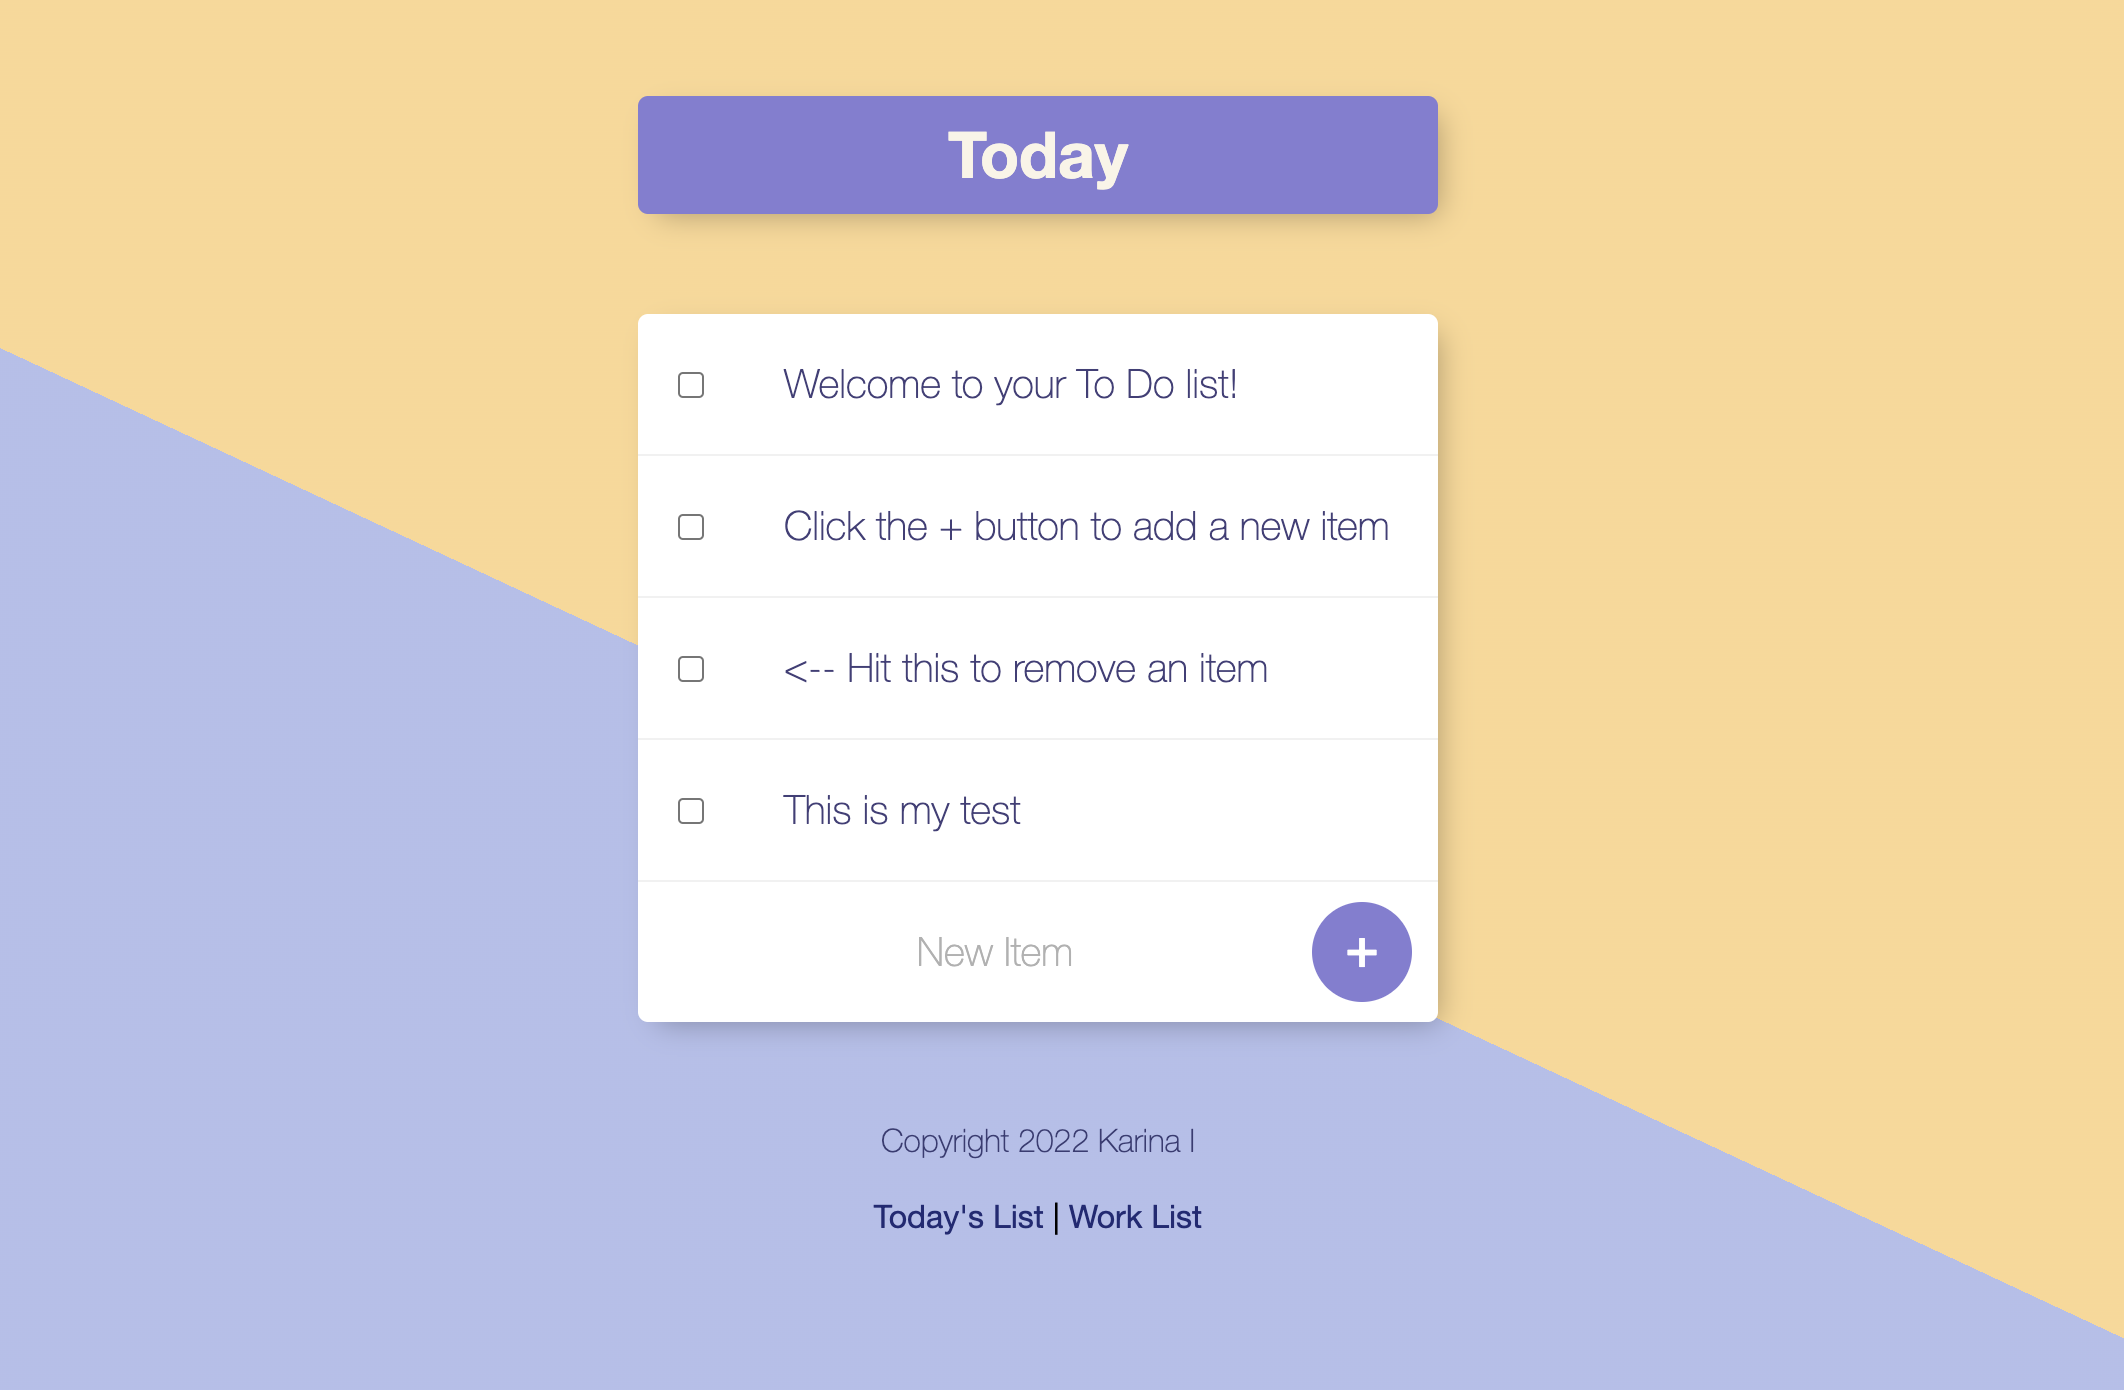 Today
Welcome to your To Do list!
Click the + button to add a new item
<-- Hit this to remove an item
This is my test
New Item +
Copyright 2022 Karina I
Today's List | Work List